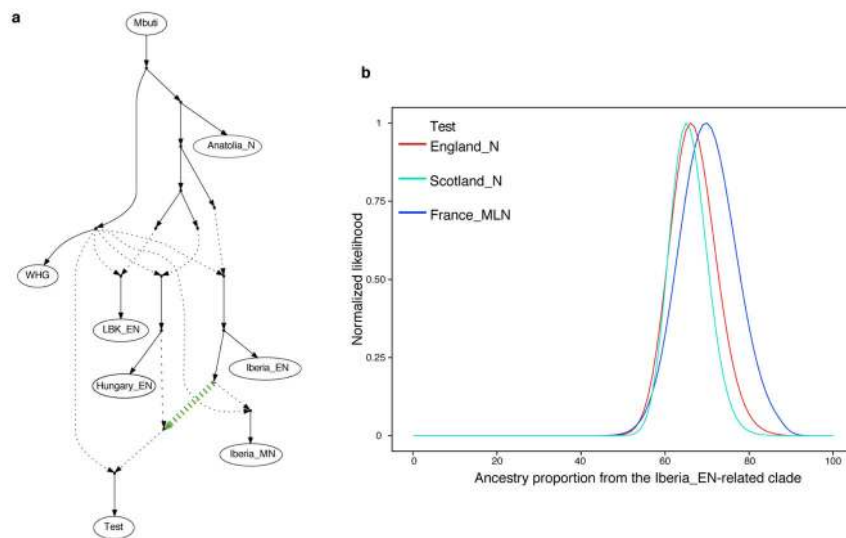 a
Mbuti
Anatolia_N
WHG
LBK_EN
Hungary_EN
Iberia_EN
Iberia_MN
Test
b
Test
England_N
Scotland_N
France_MLN
Normalized likelihood
1
0.75
0.50
0.25
0
0
20
40
60
80
100
Ancestry proportion from the Iberia_EN-related clade